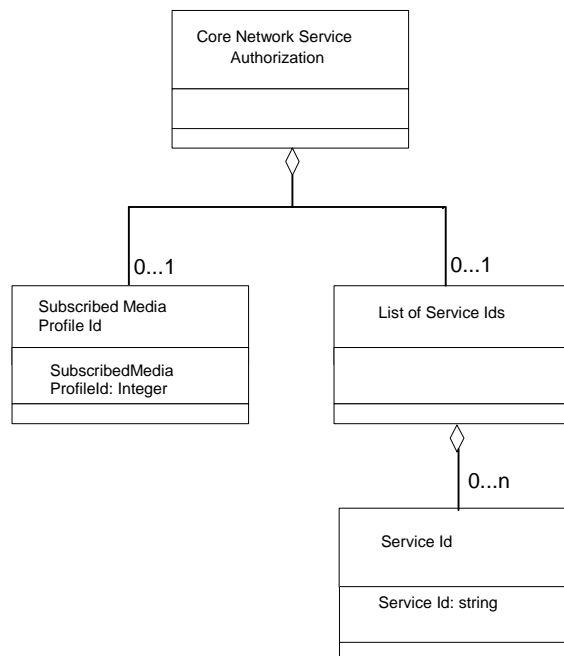 Core Network Service
Authorization
0...1
0...1
Subscribed Media
Profile Id
SubscribedMedia
ProfileId: Integer
List of Service Ids
0...n
Service Id
Service Id: string